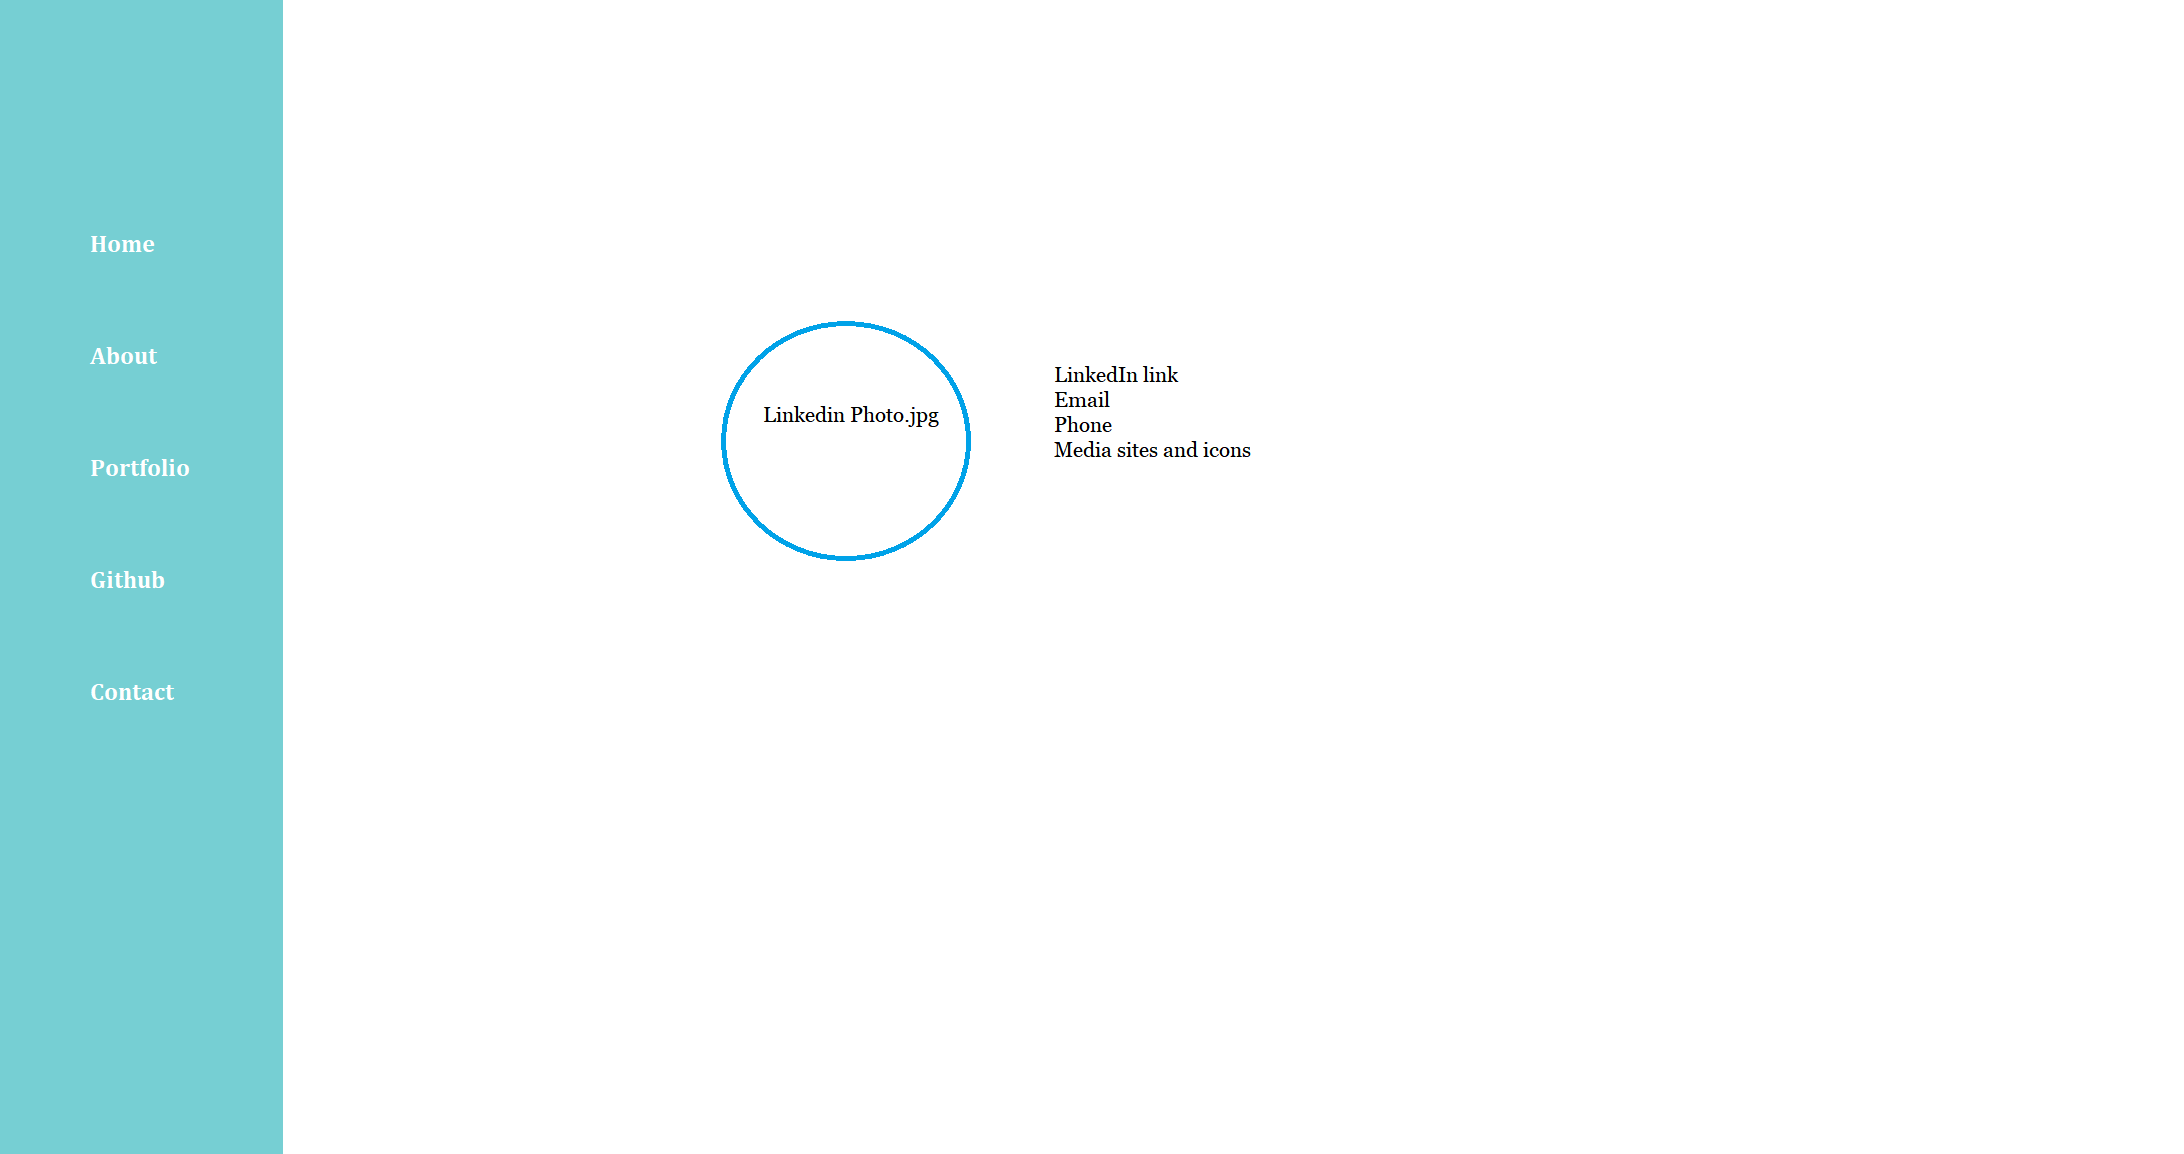 Home
About
Portfolio
Github
Contact
Linkedin Photo.jpg
LinkedIn link
Email
Phone
Media sites and icons